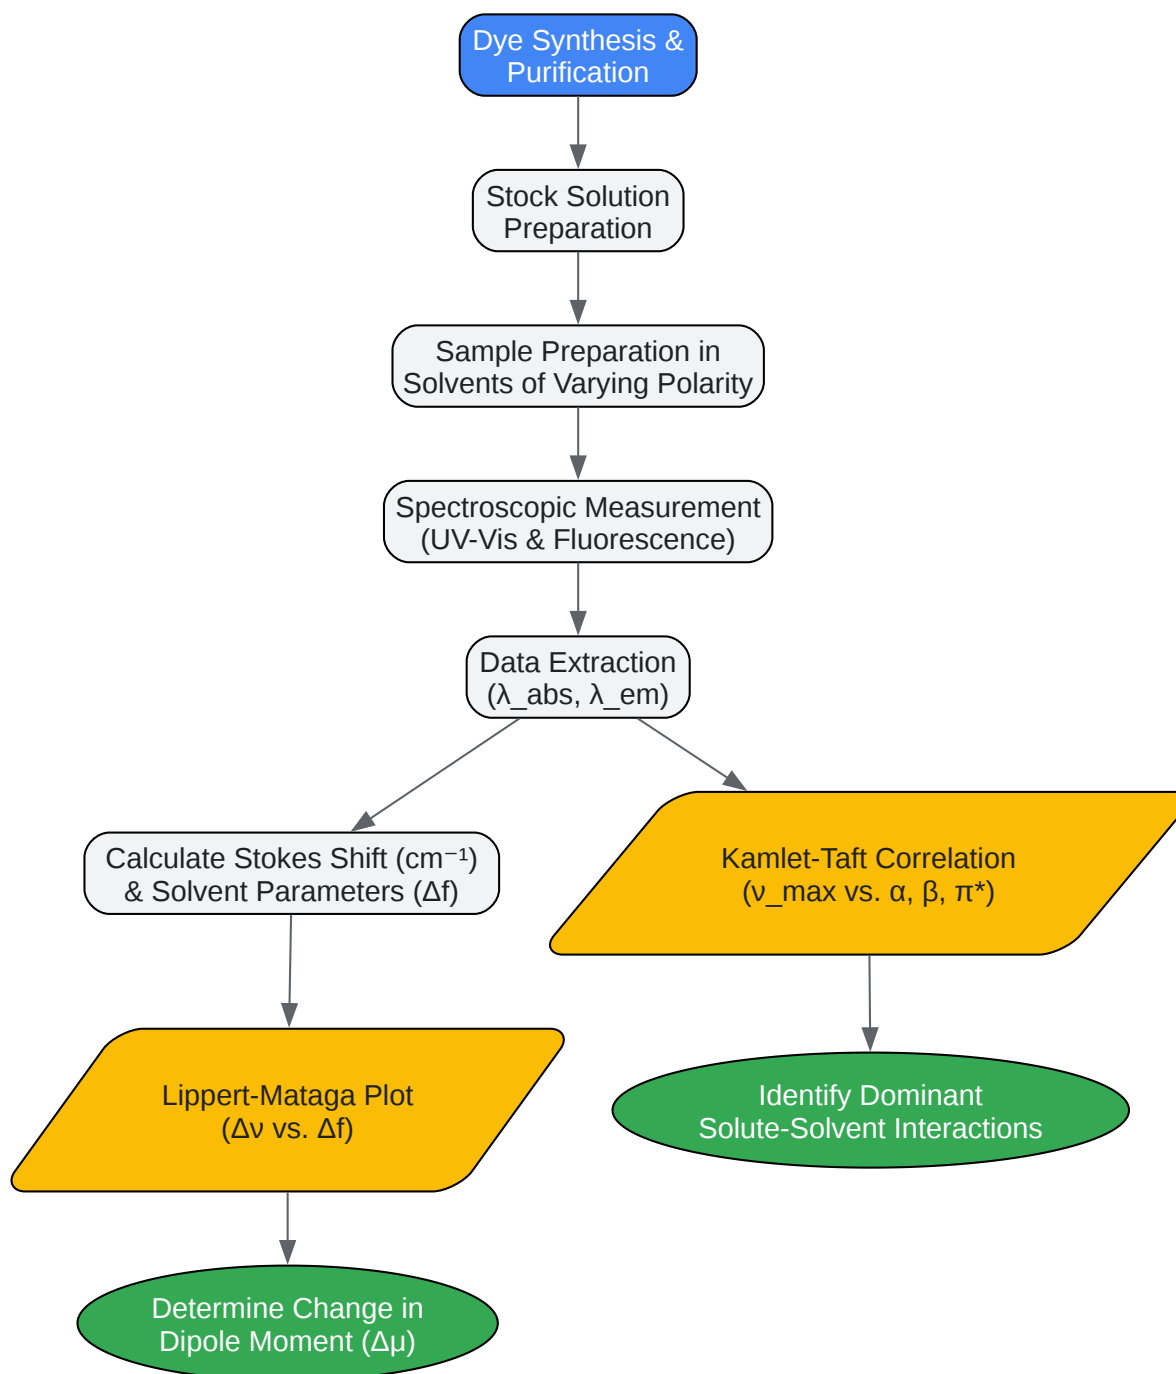 Dye Synthesis &
Purification
Stock Solution
Preparation
Sample Preparation in
Solvents of Varying Polarity
Spectroscopic Measurement
(UV-Vis & Fluorescence)
Data Extraction
(λ_abs, λ_em)
Calculate Stokes Shift (cm⁻¹)
& Solvent Parameters (Δf)
Kamlet-Taft Correlation
(ν_max vs. α, β, π*)
Lippert-Mataga Plot
(Δν vs. Δf)
Identify Dominant
Solute-Solvent Interactions
Determine Change in
Dipole Moment (Δμ)